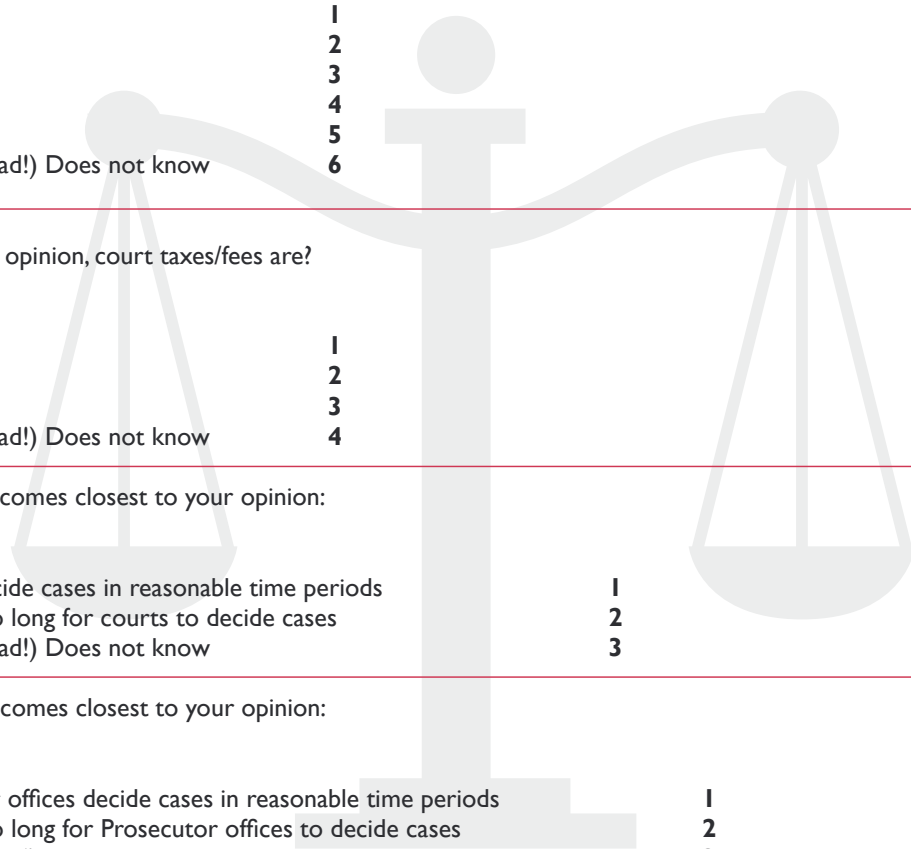 1
2
3
4
5
ad!) Does not know 6
opinion, court taxes/fees are?
1
2
3
ad!) Does not know 4
comes closest to your opinion:
cide cases in reasonable time periods 1
o long for courts to decide cases 2
ad!) Does not know 3
comes closest to your opinion:
offices decide cases in reasonable time periods 1
o long for Prosecutor offices to decide cases 2